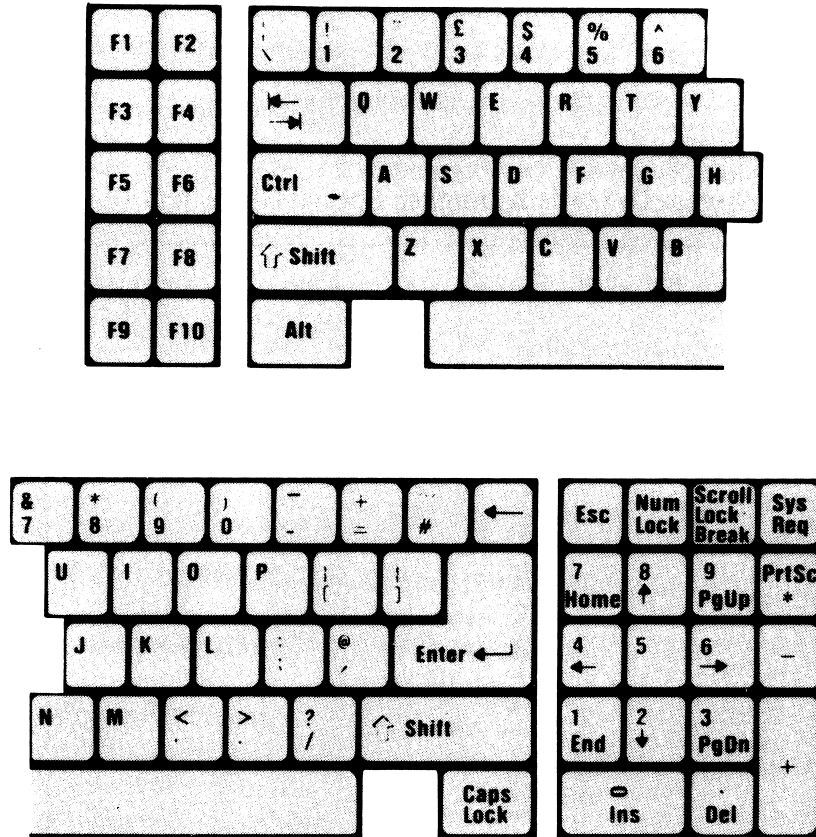 F1 F2 ¦ ! " £ $ % ^
\ 1 2 3 4 5 6
F3 F4 Q W E R T Y
F5 F6 Ctrl A S D F G H
F7 F8 Shift Z X C V B
F9 F10 Alt
& * ( ) + Esc Num Lock Scroll Lock Break Sys Req
7 8 9 0 - = #
U I O P [ ] 7 Home 8 9 PgUp PrtSc *
J K L : ; @ Enter 4 5 6 -
N M < > ? / Shift 1 End 2 3 PgDn +
Caps Lock 0 Ins . Del